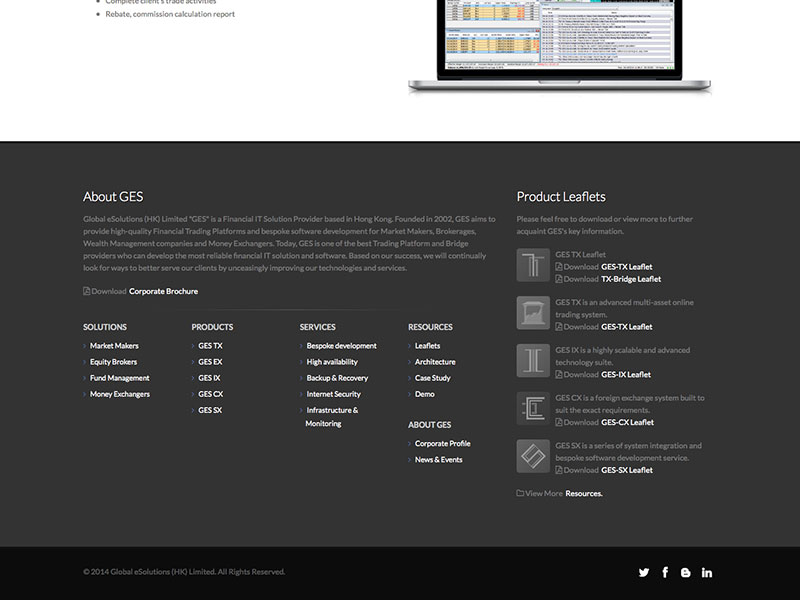 Complete client's trade activities
Rebate, commission calculation report
About GES
Global eSolutions (HK) Limited "GES" is a Financial IT Solution Provider based in Hong Kong. Founded in 2002, GES aims to
provide high-quality Financial Trading Platforms and bespoke software development for Market Makers, Brokerages,
Wealth Management companies and Money Exchangers. Today, GES is one of the best Trading Platform and Bridge
providers who can develop the most reliable financial IT solution and software. Based on our success, we will continually
look for ways to better serve our clients by unceasingly improving our technologies and services.
Download Corporate Brochure
SOLUTIONS
Market Makers
Equity Brokers
Fund Management
Money Exchangers
PRODUCTS
GES TX
GES EX
GES IX
GES CX
GES SX
SERVICES
Bespoke development
High availability
Backup & Recovery
Internet Security
Infrastructure &
Monitoring
RESOURCES
Leaflets
Architecture
Case Study
Demo
ABOUT GES
Corporate Profile
News & Events
Product Leaflets
Please feel free to download or view more to further
acquaint GES's key information.
GES TX Leaflet
Download GES-TX Leaflet
Download TX-Bridge Leaflet
GES TX is an advanced multi-asset online
trading system.
Download GES-TX Leaflet
GES IX is a highly scalable and advanced
technology suite.
Download GES-IX Leaflet
GES CX is a foreign exchange system built to
suit the exact requirements.
Download GES-CX Leaflet
GES SX is a series of system integration and
bespoke software development service.
Download GES-SX Leaflet
View More Resources.
© 2014 Global eSolutions (HK) Limited. All Rights Reserved.